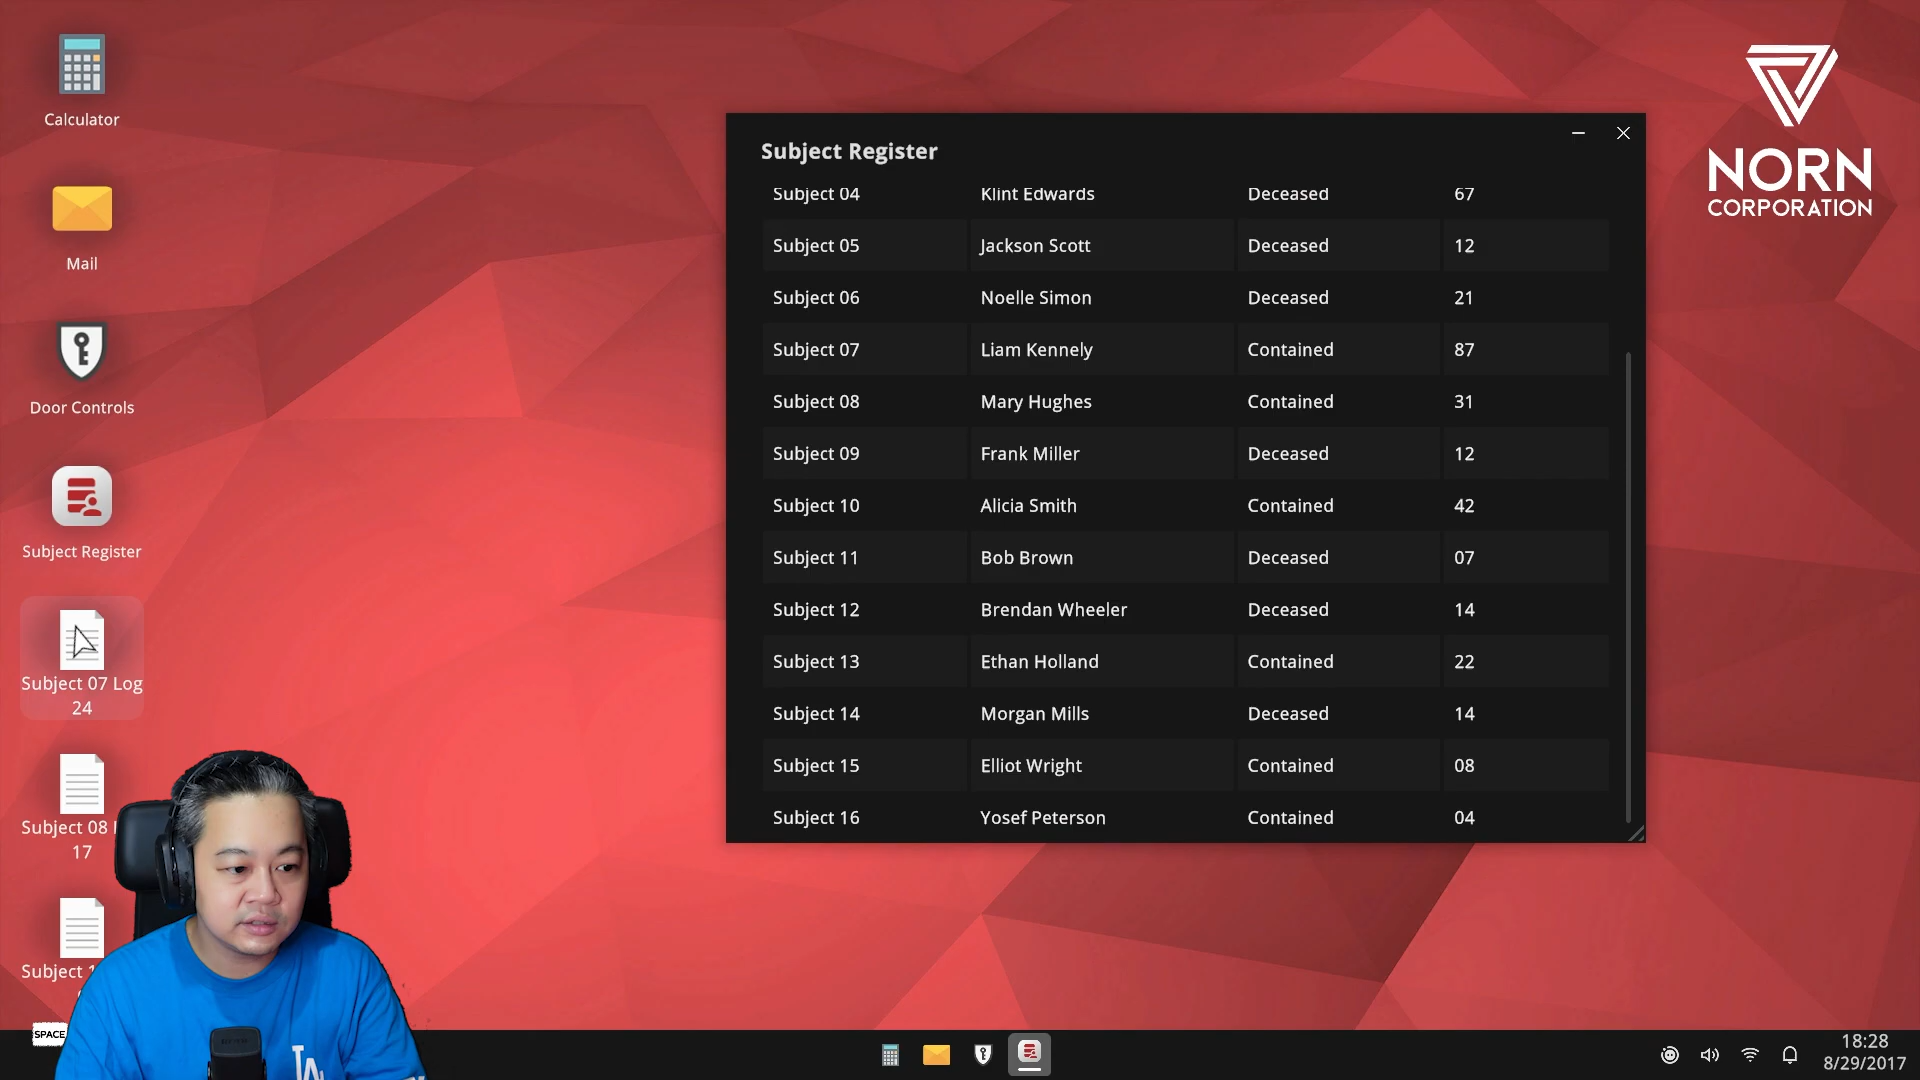 Calculator
Mail
Door Controls
Subject Register
Subject 07 Log
24
Subject 08
17
Subject
SPACE
Subject Register
Subject 04 Klint Edwards Deceased 67
Subject 05 Jackson Scott Deceased 12
Subject 06 Noelle Simon Deceased 21
Subject 07 Liam Kennely Contained 87
Subject 08 Mary Hughes Contained 31
Subject 09 Frank Miller Deceased 12
Subject 10 Alicia Smith Contained 42
Subject 11 Bob Brown Deceased 07
Subject 12 Brendan Wheeler Deceased 14
Subject 13 Ethan Holland Contained 22
Subject 14 Morgan Mills Deceased 14
Subject 15 Elliot Wright Contained 08
Subject 16 Yosef Peterson Contained 04
NORN
CORPORATION
LA
18:28
8/29/2017